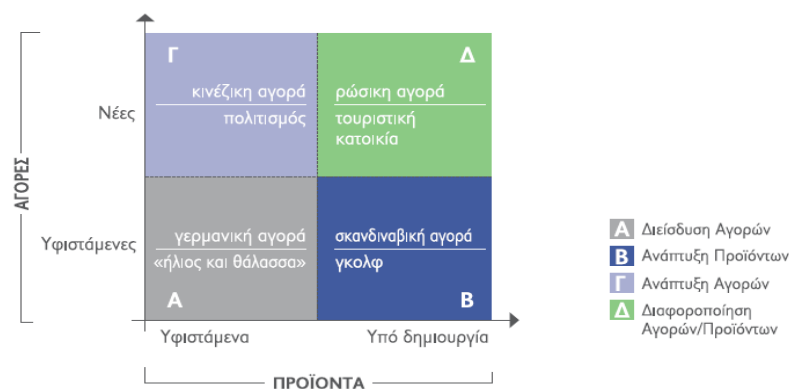 ΑΓΟΡΕΣ
Νέες
Υφιστάμενες
Γ
κινέζικη αγορά
πολιτισμός
Δ
ρώσικη αγορά
τουριστική
κατοικία
γερμανική αγορά
«ήλιος και θάλασσα»
Α
σκανδιναβική αγορά
γκολφ
Β
Υφιστάμενα
Υπό δημιουργία
ΠΡΟΪΟΝΤΑ
Α Διείσδυση Αγορών
Β Ανάπτυξη Προϊόντων
Γ Ανάπτυξη Αγορών
Δ Διαφοροποίηση
Αγορών/Προϊόντων